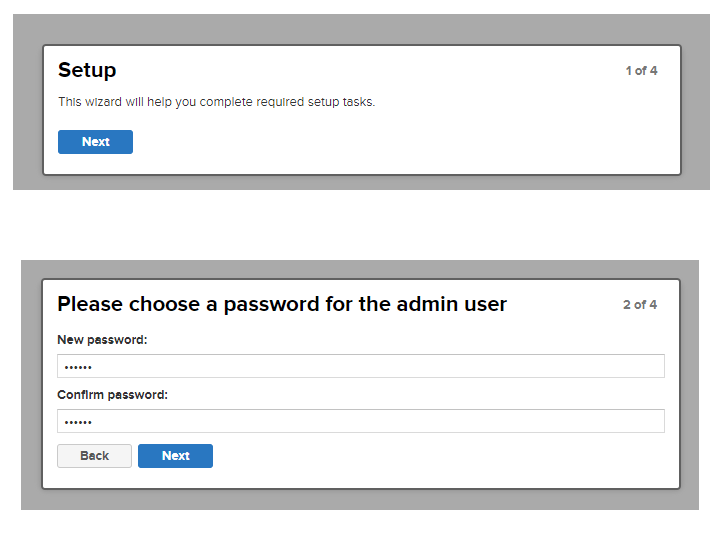 Setup
1 of 4
This wizard will help you complete required setup tasks.
Next
Please choose a password for the admin user
2 of 4
New password:
••••••
Confirm password:
••••••
Back
Next